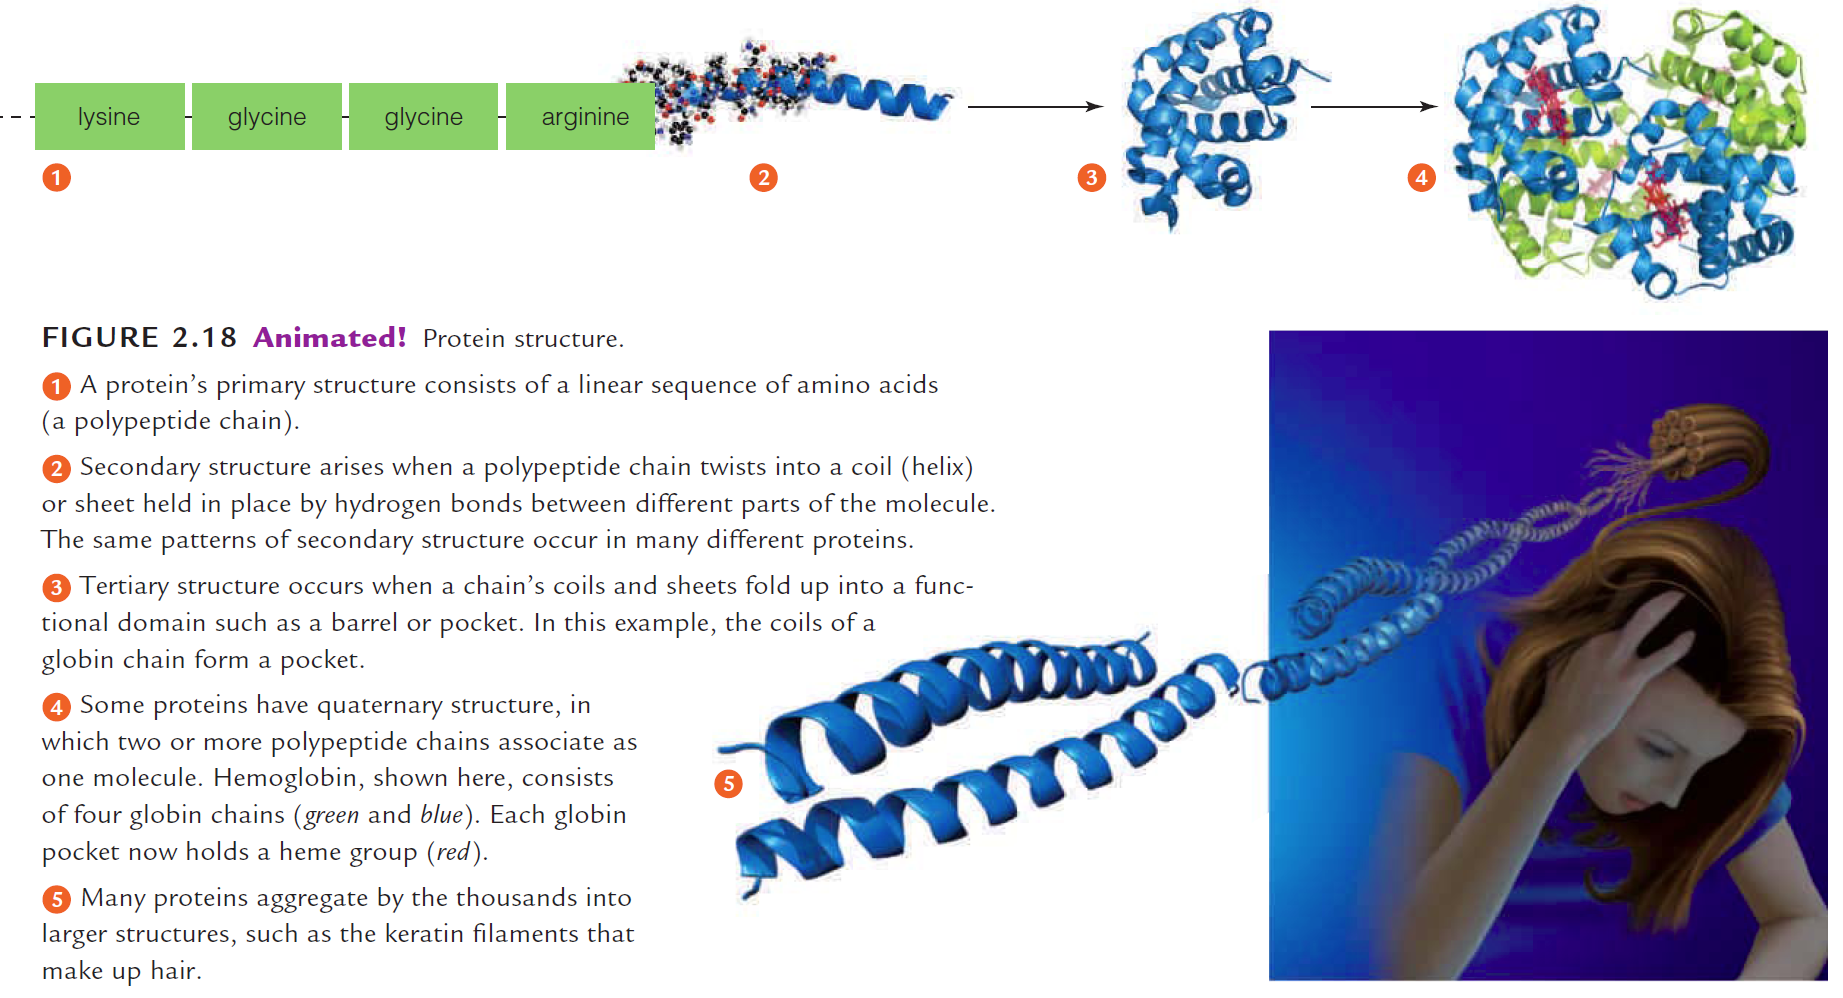 lysine glycine glycine arginine
1 2 3 4
FIGURE 2.18 Animated! Protein structure.
1 A protein’s primary structure consists of a linear sequence of amino acids
(a polypeptide chain).
2 Secondary structure arises when a polypeptide chain twists into a coil (helix)
or sheet held in place by hydrogen bonds between different parts of the molecule.
The same patterns of secondary structure occur in many different proteins.
3 Tertiary structure occurs when a chain’s coils and sheets fold up into a func-
tional domain such as a barrel or pocket. In this example, the coils of a
globin chain form a pocket.
4 Some proteins have quaternary structure, in
which two or more polypeptide chains associate as
one molecule. Hemoglobin, shown here, consists
of four globin chains (green and blue). Each globin
pocket now holds a heme group (red).
5 Many proteins aggregate by the thousands into
larger structures, such as the keratin filaments that
make up hair.
5